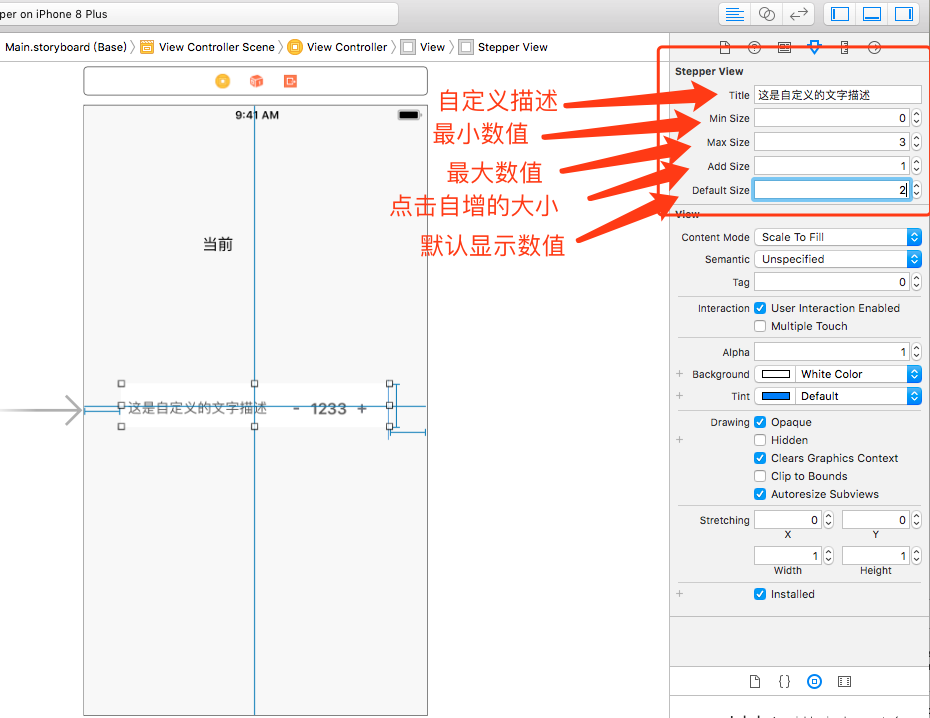 per on iPhone 8 Plus
Main.storyboard (Base) 〉 View Controller Scene 〉 View Controller 〉 View 〉 Stepper View
Stepper View
自定义描述
Title 这是自定义的文字描述
最小数值
Min Size 0
最大数值
Max Size 3
点击自增的大小
Add Size 1
默认显示数值
Default Size 2
9:41 AM
当前
这是自定义的文字描述 - 1233 +
View
Content Mode Scale To Fill
Semantic Unspecified
Tag 0
Interaction User Interaction Enabled
Multiple Touch
Alpha 1
+ Background White Color
+ Tint Default
Drawing Opaque
+ Hidden
Clears Graphics Context
Clip to Bounds
Autoresize Subviews
Stretching 0 0
X Y
1 1
Width Height
+ Installed
{ }